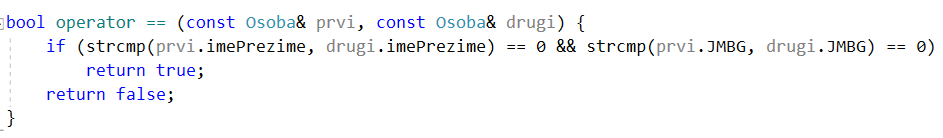 bool operator == (const Osoba& prvi, const Osoba& drugi) {
    if (strcmp(prvi.imePrezime, drugi.imePrezime) == 0 && strcmp(prvi.JMBG, drugi.JMBG) == 0)
        return true;
    return false;
}